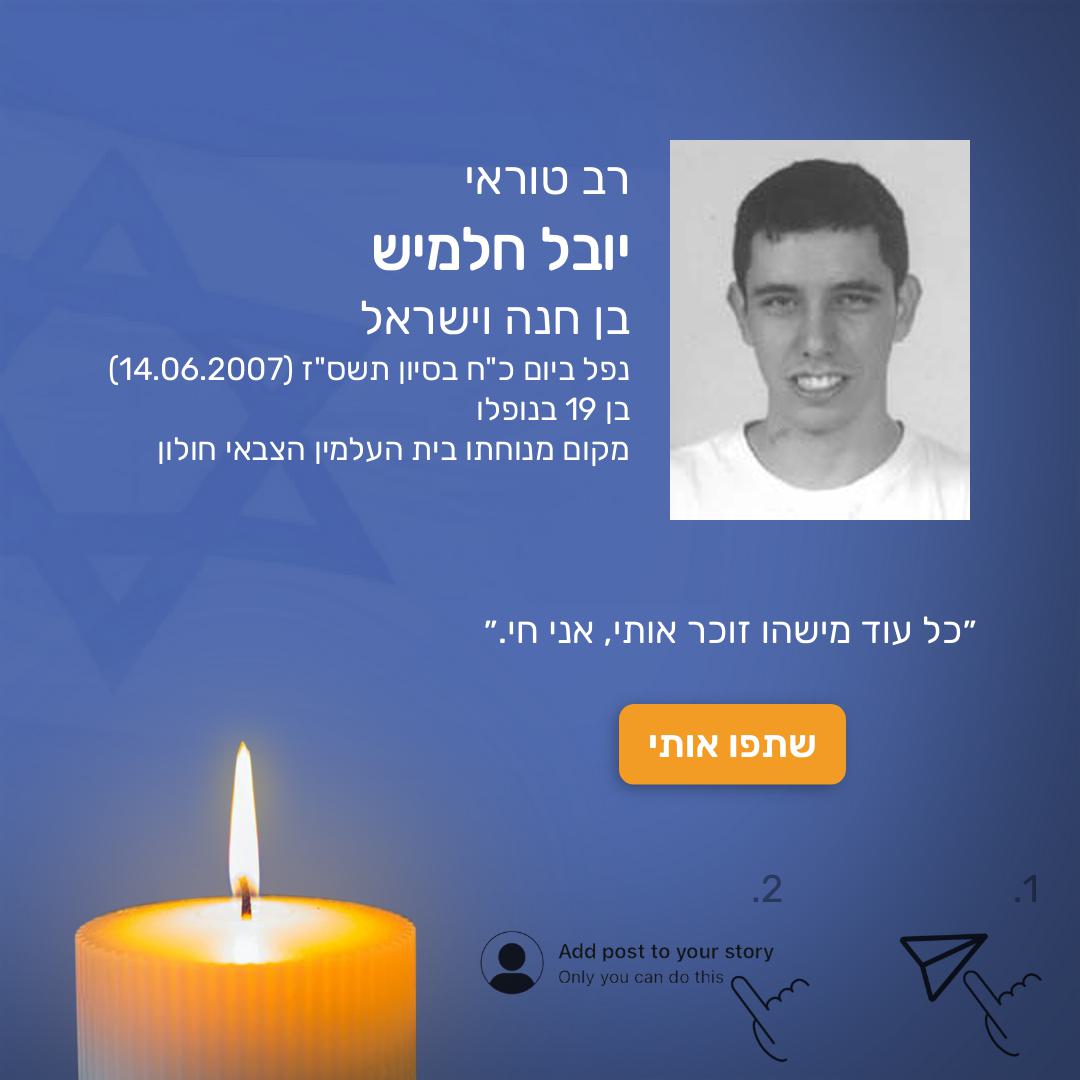 רב טוראי
יובל חלמיש
בן חנה וישראל
נפל ביום כ"ח בסיון תשס"ז (14.06.2007)
בן 19 בנופלו
מקום מנוחתו בית העלמין הצבאי חולון
״כל עוד מישהו זוכר אותי, אני חי.״
שתפו אותי
1.
2.
Add post to your story
Only you can do this